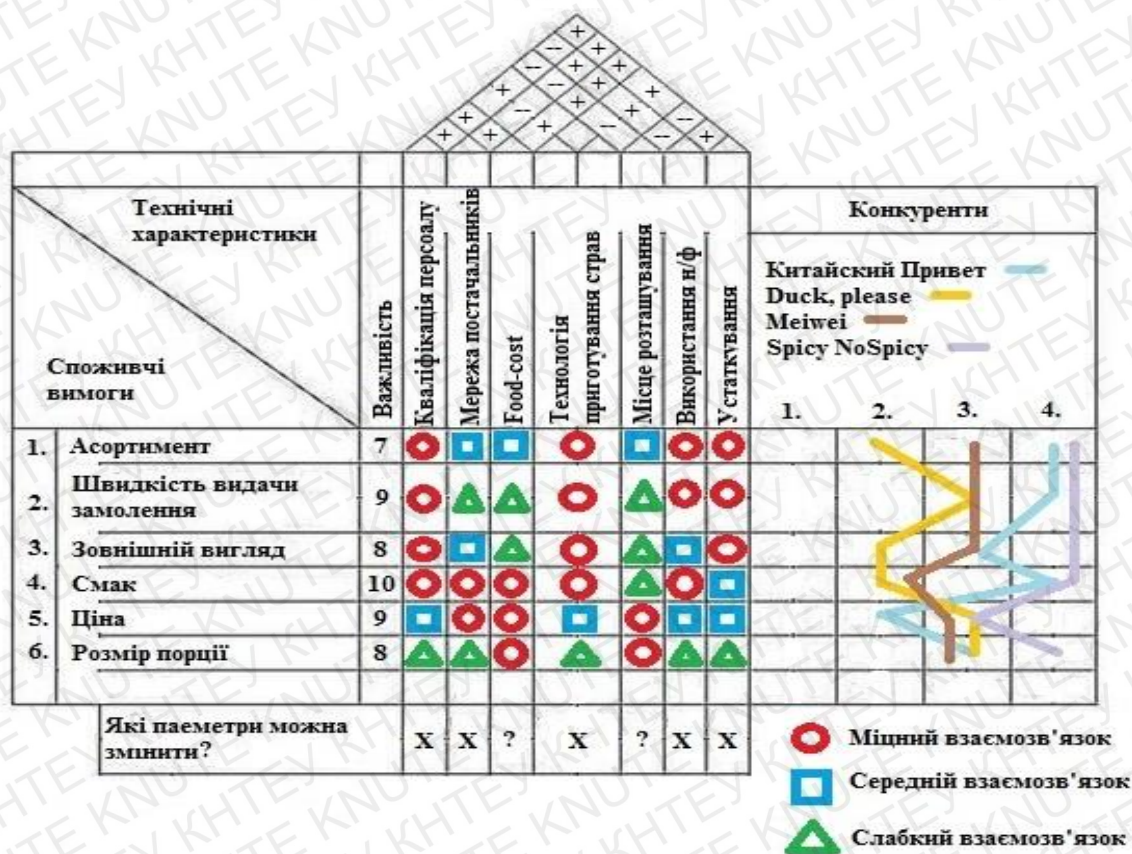 Технічні
характеристики
Споживчі
вимоги
Важливість
Кваліфікація персоалу
Мережа постачальників
Food-cost
Технологія
приготування страв
Місце розташування
Використання н/ф
Устаткування
Конкуренти
Китайский Привет
Duck, please
Meiwei
Spicy NoSpicy
1. 2. 3. 4.
1. Асортимент 7
2. Швидкість видачи
замолення 9
3. Зовнішній вигляд 8
4. Смак 10
5. Ціна 9
6. Розмір порції 8
Які паеметри можна
змінити?
X X ? X ? X X
Міцний взаємозв'язок
Середній взаємозв'язок
Слабкий взаємозв'язок